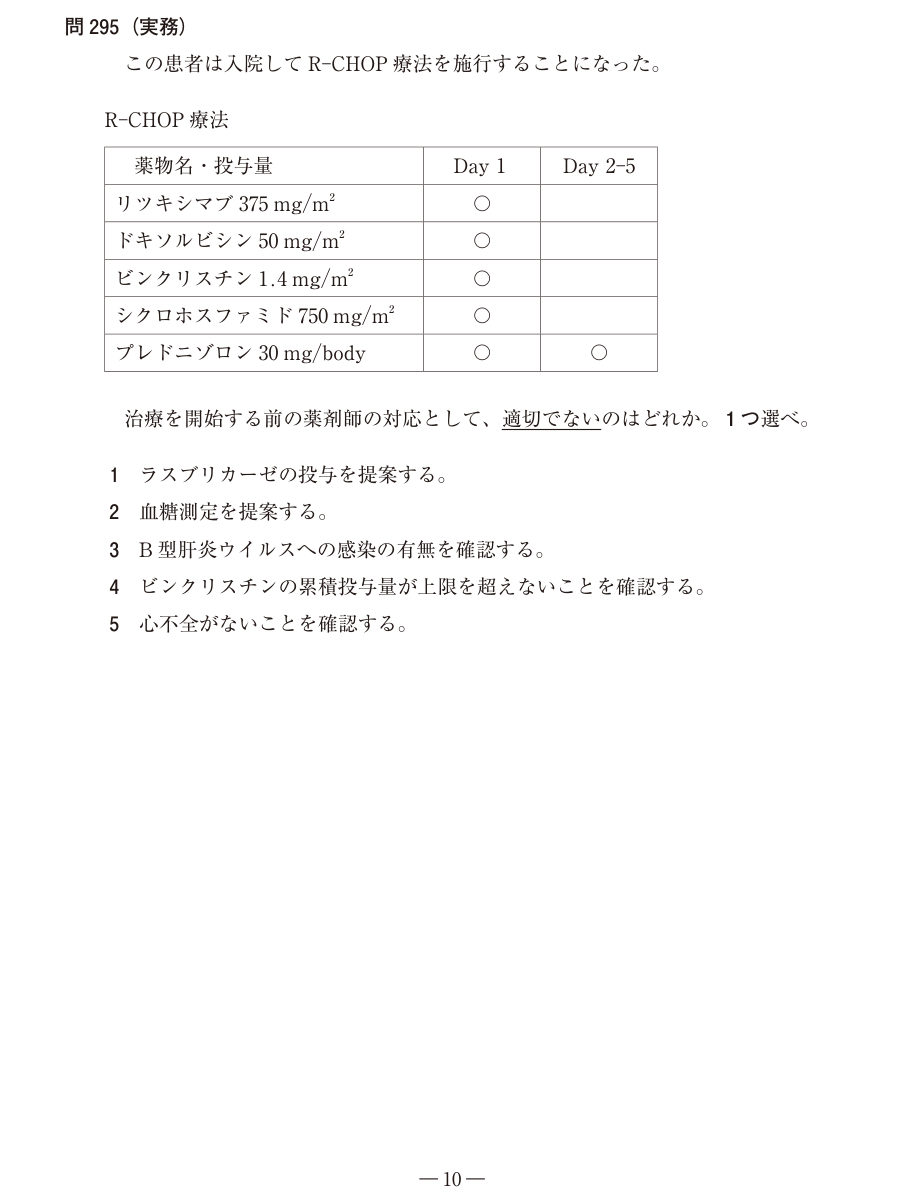 問 295（実務）
この患者は入院して R-CHOP 療法を施行することになった。
R-CHOP 療法
薬物名・投与量 Day 1 Day 2-5
リツキシマブ 375 mg/m² ○
ドキソルビシン 50 mg/m² ○
ビンクリスチン 1.4 mg/m² ○
シクロホスファミド 750 mg/m² ○
プレドニゾロン 30 mg/body ○ ○
治療を開始する前の薬剤師の対応として、適切でないのはどれか。1つ選べ。
1 ラスブリカーゼの投与を提案する。
2 血糖測定を提案する。
3 B 型肝炎ウイルスへの感染の有無を確認する。
4 ビンクリスチンの累積投与量が上限を超えないことを確認する。
5 心不全がないことを確認する。
— 10 —